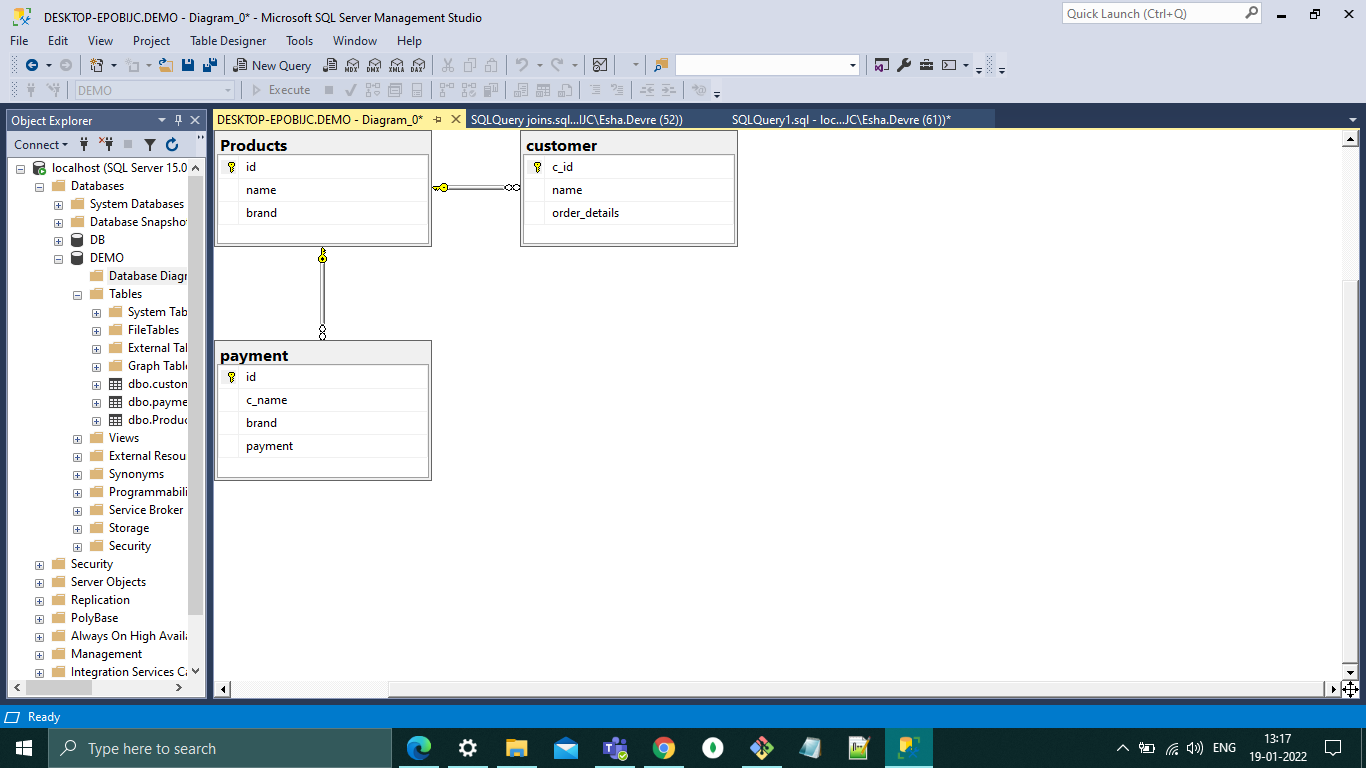 DESKTOP-EPOBIJC.DEMO - Diagram_0* - Microsoft SQL Server Management Studio
Quick Launch (Ctrl+Q)
File Edit View Project Table Designer Tools Window Help
New Query MDX DMX XMLA DAX
DEMO Execute
Object Explorer
DESKTOP-EPOBIJC.DEMO - Diagram_0* SQLQuery joins.sql...IJC\Esha.Devre (52)) SQLQuery1.sql - loc...JC\Esha.Devre (61))*
Connect
localhost (SQL Server 15.0
Databases
System Databases
Database Snapsho
DB
DEMO
Database Diagr
Tables
System Tab
FileTables
External Tal
Graph Table
dbo.custon
dbo.payme
dbo.Produc
Views
External Resou
Synonyms
Programmabili
Service Broker
Storage
Security
Security
Server Objects
Replication
PolyBase
Always On High Availa
Management
Integration Services Ca
Products
id
name
brand
customer
c_id
name
order_details
payment
id
c_name
brand
payment
Ready
Type here to search
ENG
13:17
19-01-2022